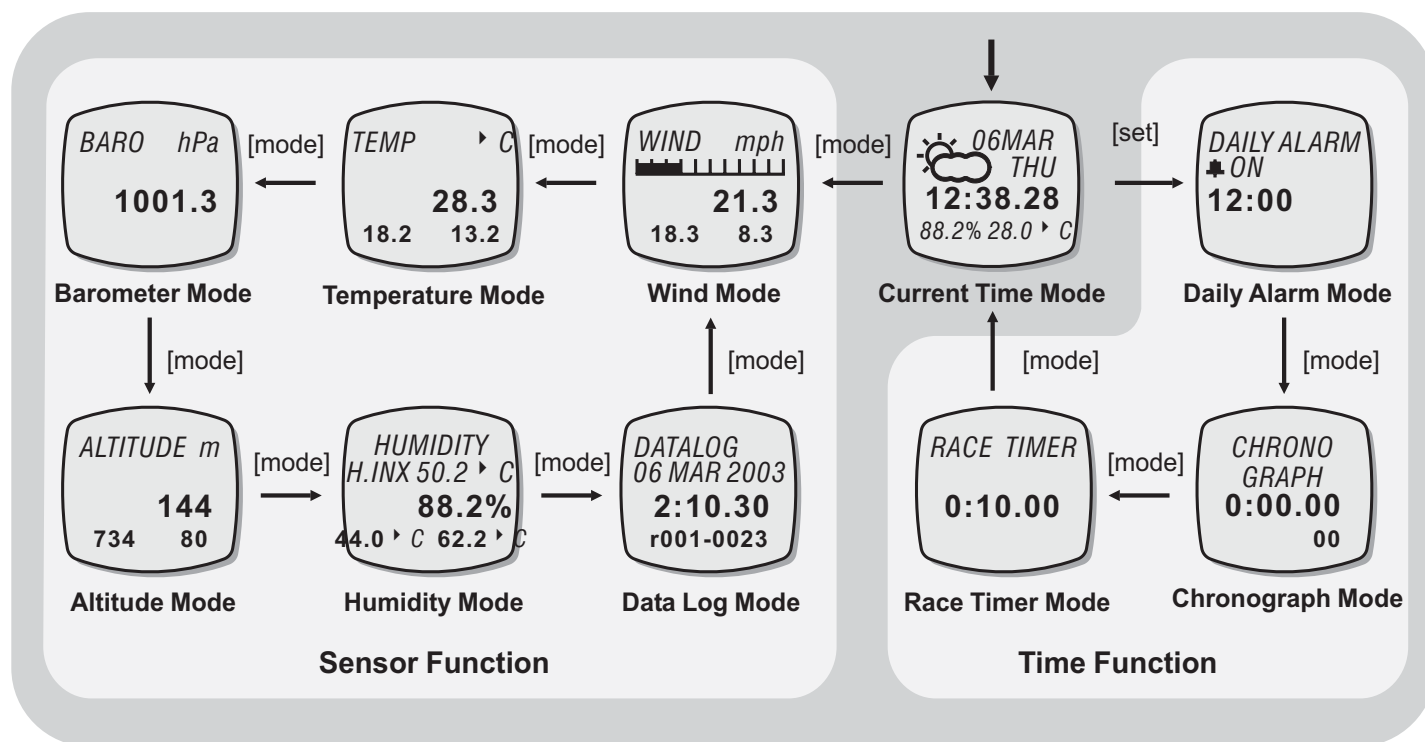 BARO hPa
1001.3
Barometer Mode
[mode]
TEMP ‣ C
28.3
18.2 13.2
Temperature Mode
[mode]
WIND mph
21.3
18.3 8.3
Wind Mode
[mode]
06MAR
THU
12:38.28
88.2% 28.0 ‣ C
Current Time Mode
[set]
DAILY ALARM
ON
12:00
Daily Alarm Mode
[mode]
[mode]
[mode]
[mode]
ALTITUDE m
144
734 80
Altitude Mode
[mode]
HUMIDITY
H.INX 50.2 ‣ C
88.2%
44.0 ‣ C 62.2 ‣ C
Humidity Mode
[mode]
DATALOG
06 MAR 2003
2:10.30
r001-0023
Data Log Mode
RACE TIMER
0:10.00
Race Timer Mode
[mode]
CHRONO
GRAPH
0:00.00
00
Chronograph Mode
Sensor Function
Time Function